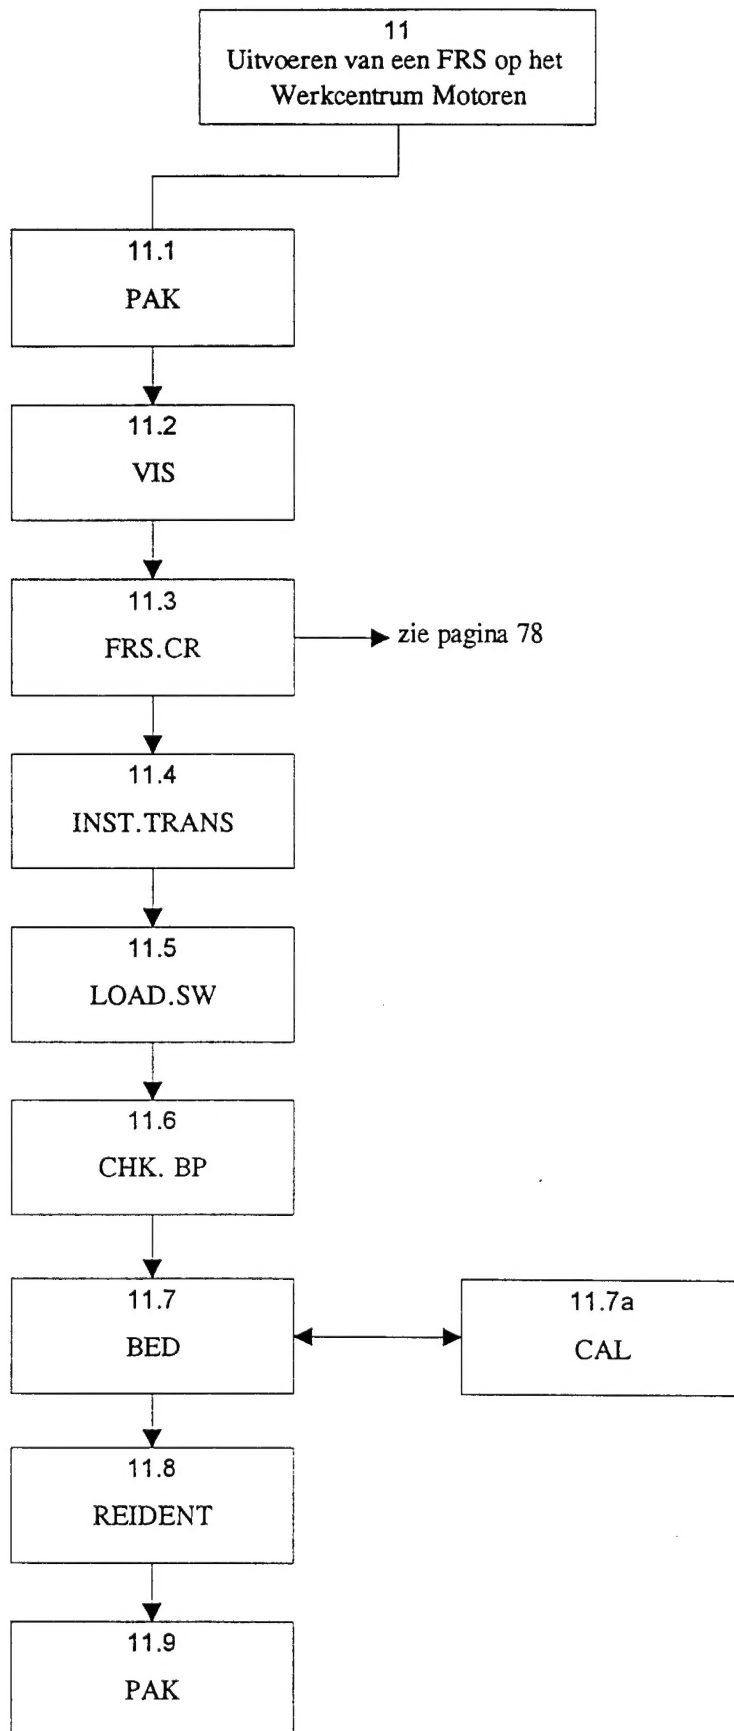 11
Uitvoeren van een FRS op het
Werkcentrum Motoren
11.1
PAK
11.2
VIS
11.3
FRS.CR
zie pagina 78
11.4
INST.TRANS
11.5
LOAD.SW
11.6
CHK. BP
11.7
BED
11.7a
CAL
11.8
REIDENT
11.9
PAK